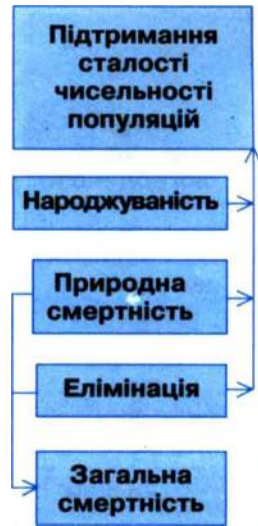 Підтримання
сталості
чисельності
популяцій
Народжуваність
Природна
смертність
Елімінація
Загальна
смертність